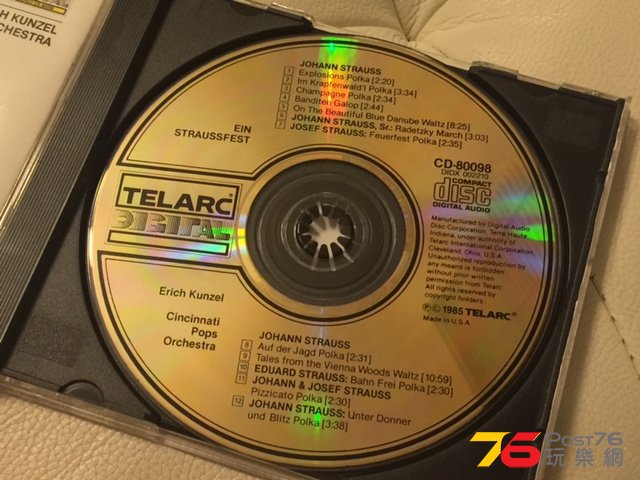 CH KUNZEL
CHESTRA
JOHANN STRAUSS
1 Explosions Polka [2:20]
2 Im Krapfenwald'l Polka [3:34]
3 Champagne Polka [2:34]
4 Banditen Galop [2:44]
5 On The Beautiful Blue Danube Waltz [8:25]
6 JOHANN STRAUSS, Sr.: Radetzky March [3:03]
7 JOSEF STRAUSS: Feuerfest Polka [2:35]
EIN
STRAUSSFEST
CD-80098
DIDX 002210
COMPACT
disc
DIGITAL AUDIO
TELARC
DIGITAL
Manufactured by Digital Audio
Disc Corporation, Terre Haute,
Indiana, under authority of
Telarc International Corporation,
Cleveland, Ohio, U S A
Unauthorized reproduction by
any means is forbidden
without prior written
permission from Telarc.
All rights reserved by
copyright holders.
℗ © 1985 TELARC
Made in U.S.A.
Erich Kunzel
Cincinnati
Pops
Orchestra
JOHANN STRAUSS
8 Auf der Jagd Polka [2:31]
9 Tales from the Vienna Woods Waltz [10:59]
10 EDUARD STRAUSS: Bahn Frei Polka [2:30]
11 JOHANN & JOSEF STRAUSS
Pizzicato Polka [2:30]
12 JOHANN STRAUSS: Unter Donner
und Blitz Polka [3:38]
76 POST76
玩樂網